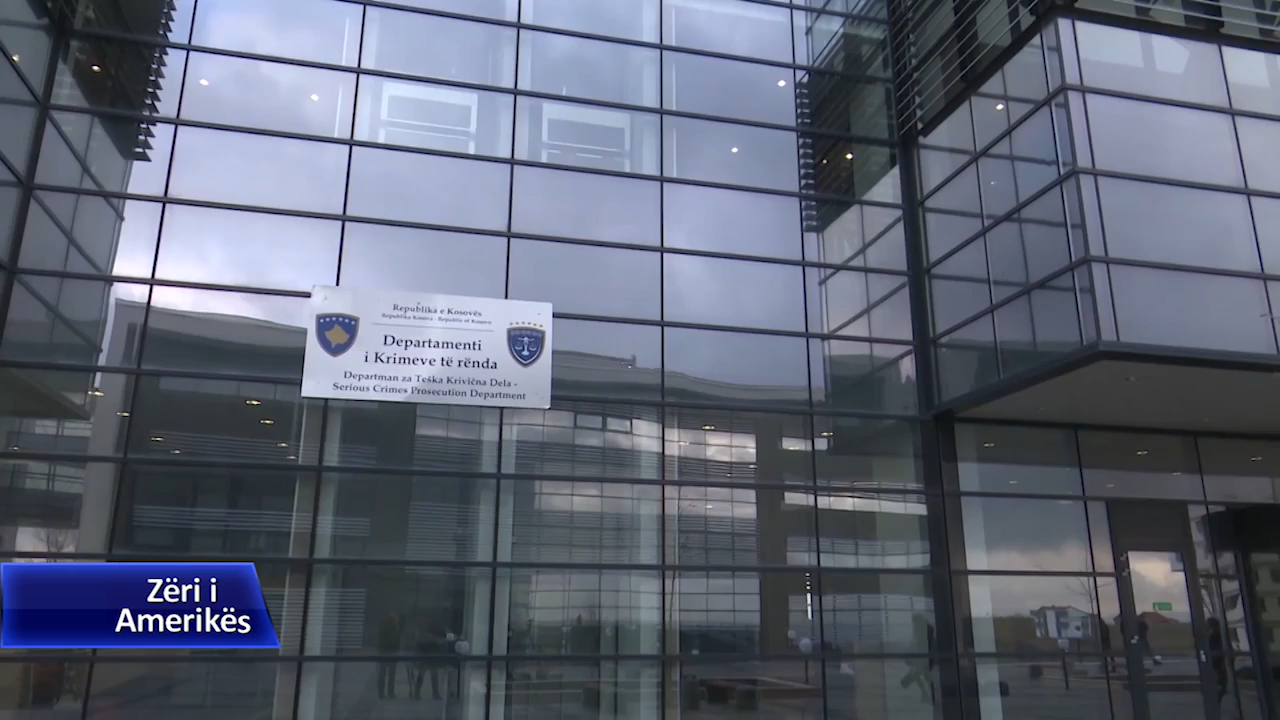 Republika e Kosovës
Republika Kosova - Republic of Kosovo
Departamenti
i Krimeve të rënda
Departman za Teška Krivična Dela -
Serious Crimes Prosecution Department
Zëri i
Amerikës